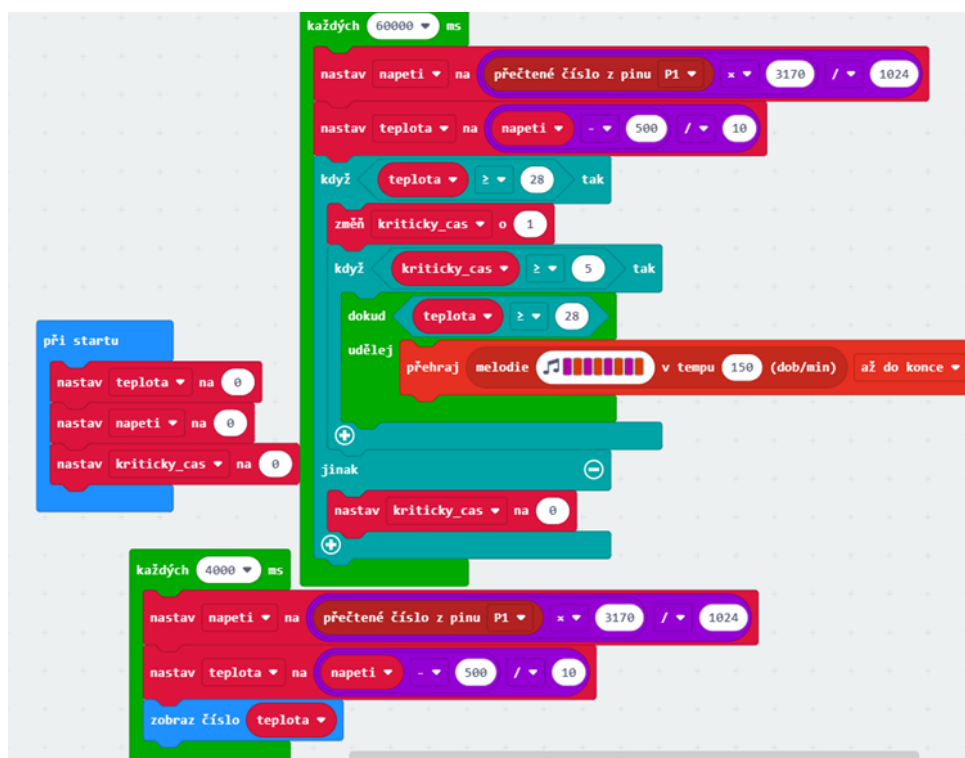 každých 60000 ms
nastav napeti na přečtené číslo z pinu P1 × 3170 / 1024
nastav teplota na napeti - 500 / 10
když teplota ≥ 28 tak
změň kriticky_cas o 1
když kriticky_cas ≥ 5 tak
dokud teplota ≥ 28
udělej přehraj melodie v tempu 150 (dob/min) až do konce
jinak
nastav kriticky_cas na 0
při startu
nastav teplota na 0
nastav napeti na 0
nastav kriticky_cas na 0
každých 4000 ms
nastav napeti na přečtené číslo z pinu P1 × 3170 / 1024
nastav teplota na napeti - 500 / 10
zobraz číslo teplota